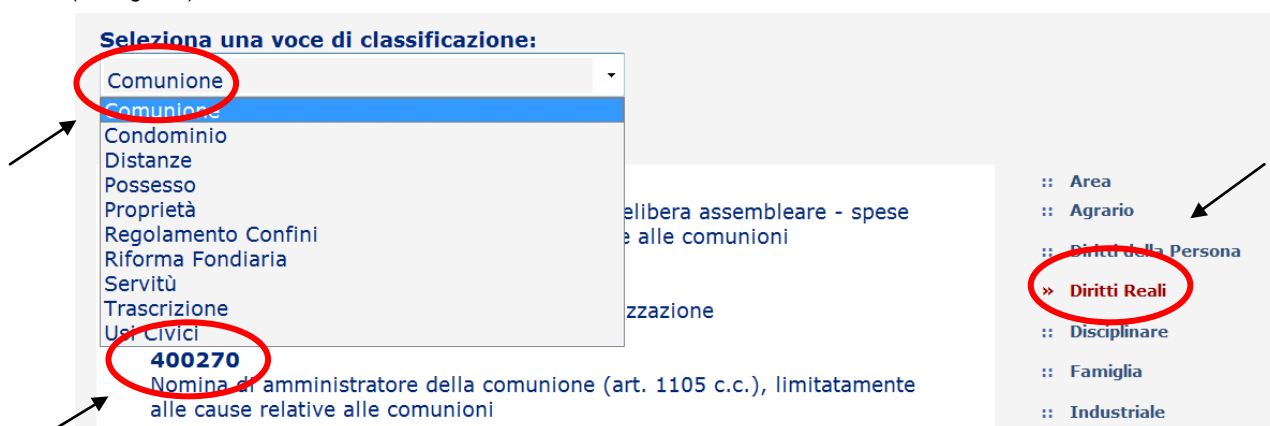 Seleziona una voce di classificazione:
Comunione
Comunione
Condominio
Distanze
Possesso
Proprietà
Regolamento Confini
Riforma Fondiaria
Servitù
Trascrizione
Usi Civici
elibera assembleare - spese
e alle comunioni
zzazione
400270
Nomina di amministratore della comunione (art. 1105 c.c.), limitatamente
alle cause relative alle comunioni
:: Area
:: Agrario
:: Diritti della Persona
» Diritti Reali
:: Disciplinare
:: Famiglia
:: Industriale